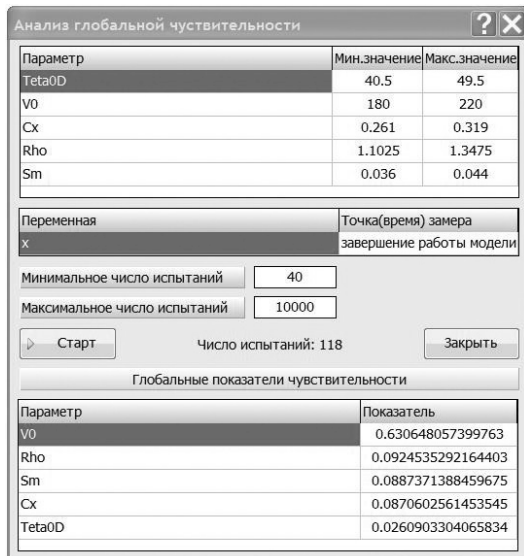 Анализ глобальной чуствительности
Параметр Мин.значение Макс.значение
Teta0D 40.5 49.5
V0 180 220
Cx 0.261 0.319
Rho 1.1025 1.3475
Sm 0.036 0.044
Переменная Точка(время) замера
x завершение работы модели
Минимальное число испытаний 40
Максимальное число испытаний 10000
Старт Число испытаний: 118 Закрыть
Глобальные показатели чувствительности
Параметр Показатель
V0 0.630648057399763
Rho 0.0924535292164403
Sm 0.0887371388459675
Cx 0.0870602561453545
Teta0D 0.0260903304065834